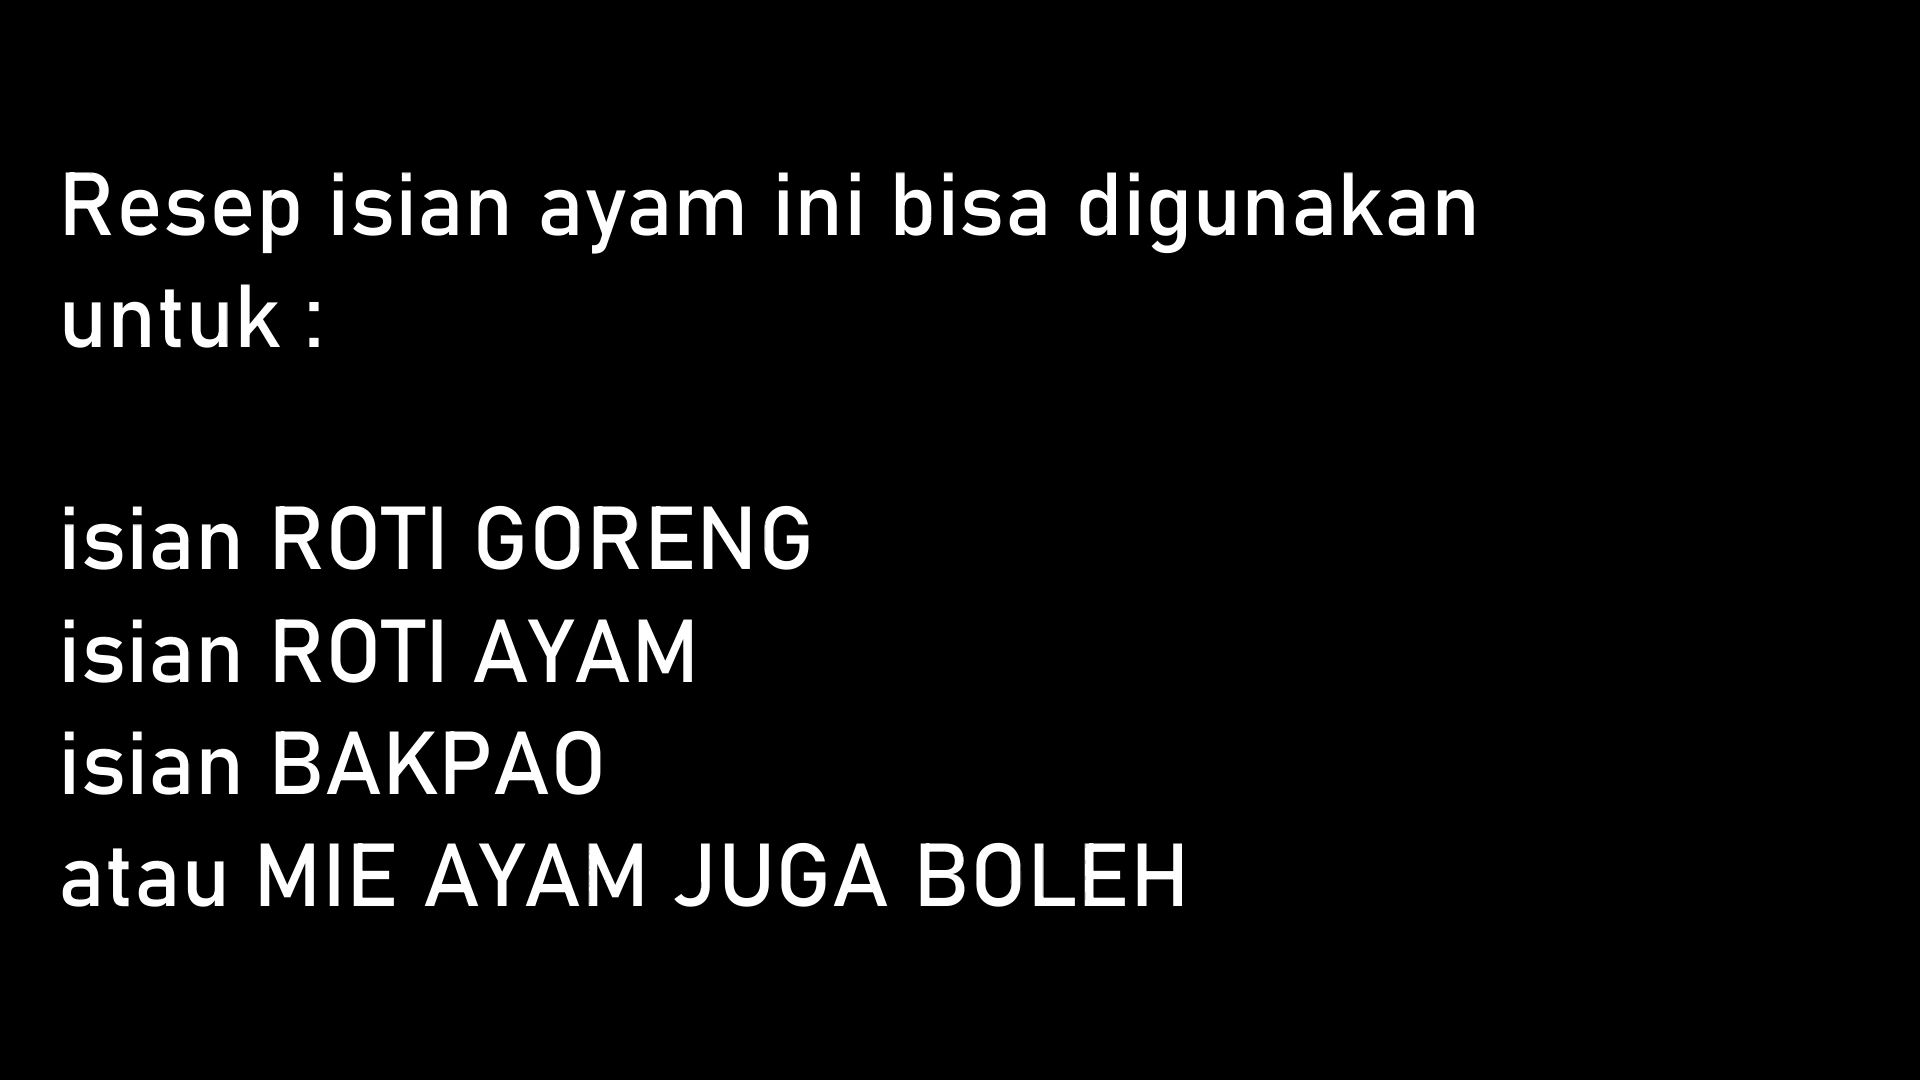 Resep isian ayam ini bisa digunakan
untuk :
isian ROTI GORENG
isian ROTI AYAM
isian BAKPAO
atau MIE AYAM JUGA BOLEH